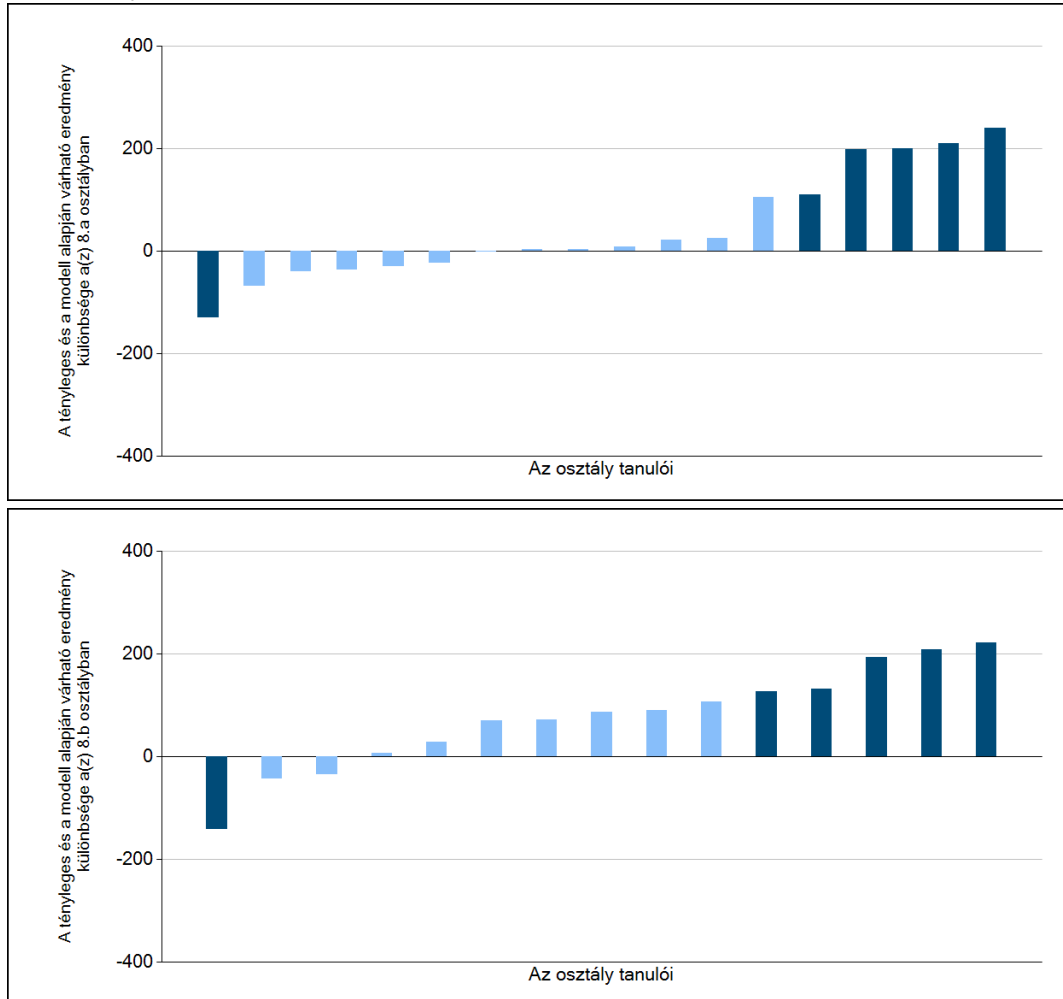 A tényleges és a modell alapján várható eredmény
különbsége a(z) 8.a osztályban
400
200
0
-200
-400
Az osztály tanulói
A tényleges és a modell alapján várható eredmény
különbsége a(z) 8.b osztályban
400
200
0
-200
-400
Az osztály tanulói